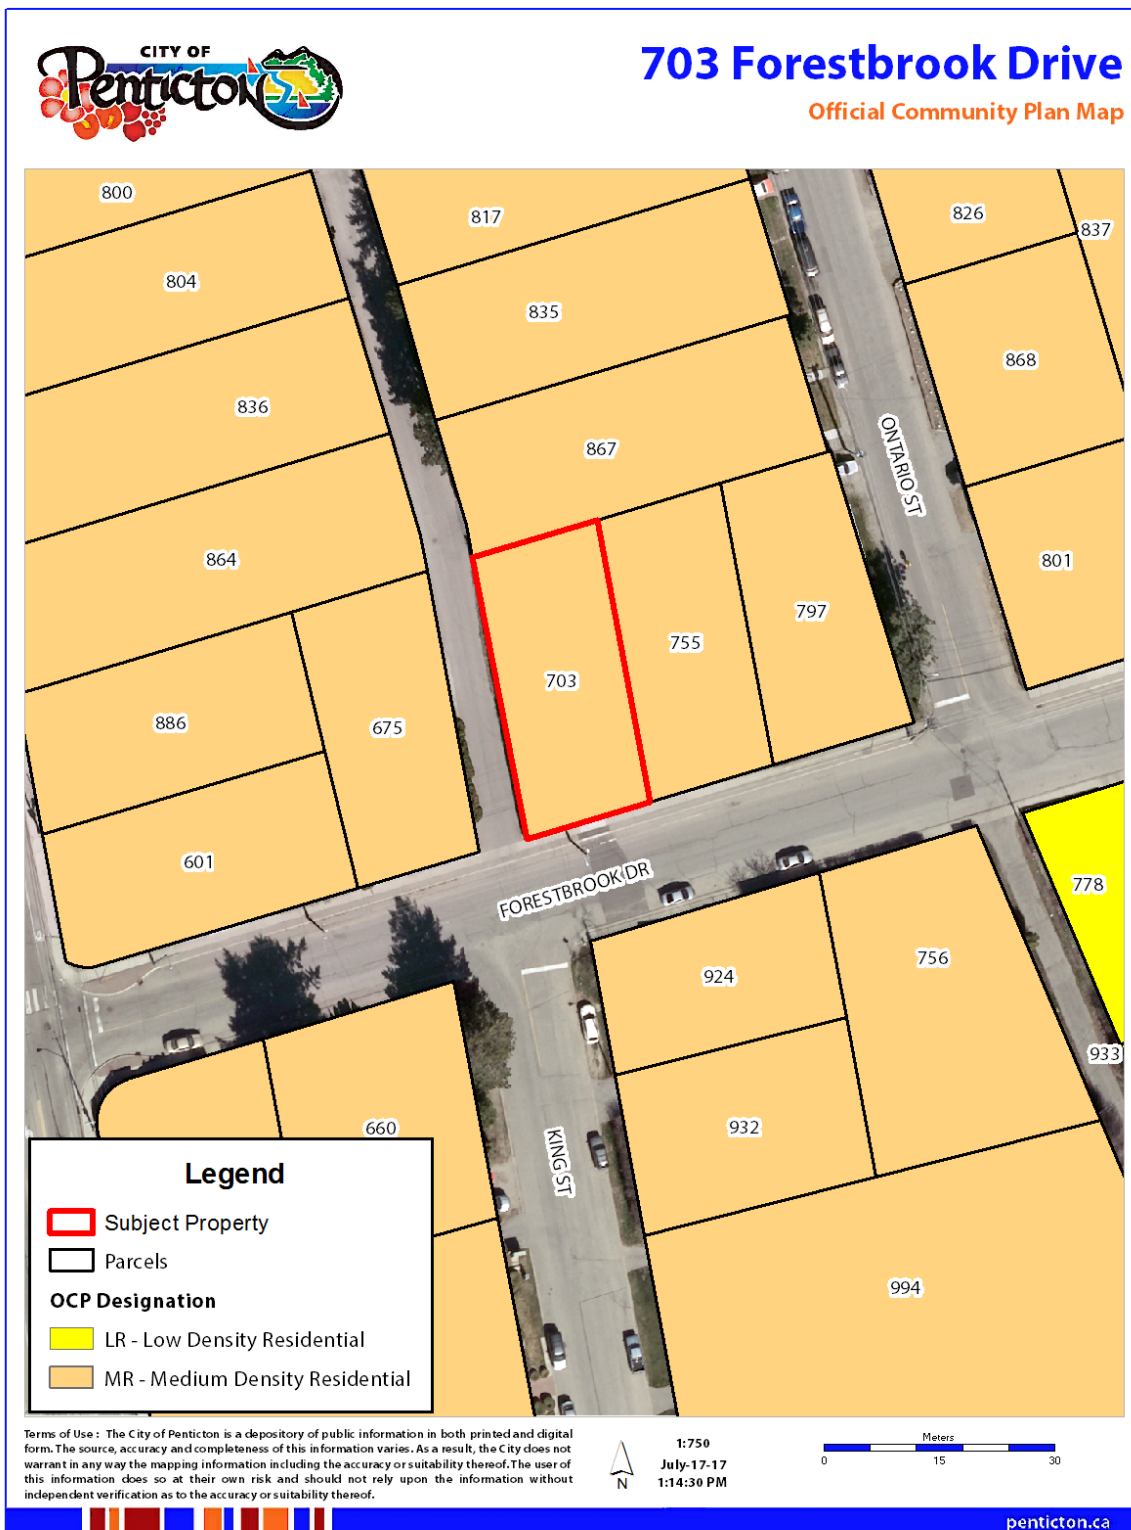 CITY OF
Penticton
703 Forestbrook Drive
Official Community Plan Map
800
817
826
837
804
835
868
836
867
ONTARIO ST
864
801
797
755
703
886
675
601
FORESTBROOK DR
778
924
756
933
660
932
KING ST
994
Legend
Subject Property
Parcels
OCP Designation
LR - Low Density Residential
MR - Medium Density Residential
Terms of Use : The City of Penticton is a depository of public information in both printed and digital
form. The source, accuracy and completeness of this information varies. As a result, the City does not
warrant in any way the mapping information including the accuracy or suitability thereof. The user of
this information does so at their own risk and should not rely upon the information without
independent verification as to the accuracy or suitability thereof.
N
1:750
July-17-17
1:14:30 PM
Meters
0 15 30
penticton.ca